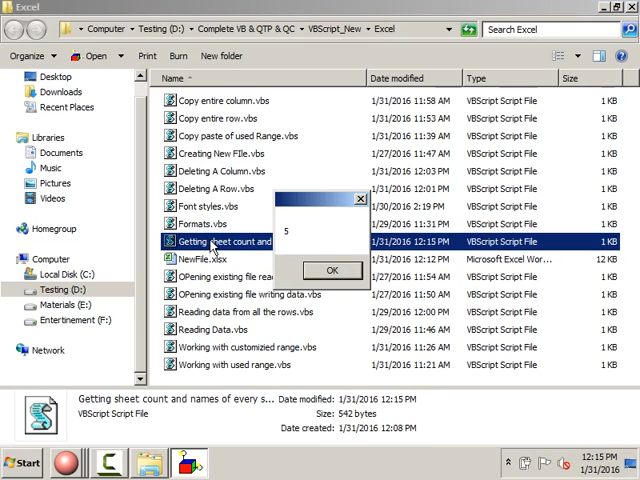 Excel
Computer Testing (D:) Complete VB & QTP & QC VBScript_New Excel Search Excel
Organize Open Print Burn New folder
Name Date modified Type Size
Desktop
Downloads
Recent Places
Libraries
Documents
Music
Pictures
Videos
Homegroup
Computer
Local Disk (C:)
Testing (D:)
Materials (E:)
Entertinement (F:)
Network
Copy entire column.vbs 1/31/2016 11:58 AM VBScript Script File 1 KB
Copy entire row.vbs 1/31/2016 11:53 AM VBScript Script File 1 KB
Copy paste of used Range.vbs 1/31/2016 11:39 AM VBScript Script File 1 KB
Creating New FIle.vbs 1/27/2016 11:47 AM VBScript Script File 1 KB
Deleting A Column.vbs 1/31/2016 12:03 PM VBScript Script File 1 KB
Deleting A Row.vbs 1/31/2016 12:01 PM VBScript Script File 1 KB
Font styles.vbs 1/30/2016 2:19 PM VBScript Script File 1 KB
Formats.vbs 1/29/2016 11:31 PM VBScript Script File 1 KB
Getting sheet count and 1/31/2016 12:15 PM VBScript Script File 1 KB
NewFile.xlsx 1/31/2016 12:12 PM Microsoft Excel Wor... 9 KB
OPening existing file rea 1/27/2016 11:54 AM VBScript Script File 1 KB
Opening existing file writing data.vbs 1/27/2016 11:50 AM VBScript Script File 1 KB
Reading data from all the rows.vbs 1/29/2016 12:00 PM VBScript Script File 1 KB
Reading Data.vbs 1/29/2016 11:46 AM VBScript Script File 1 KB
Working with customizied range.vbs 1/31/2016 11:26 AM VBScript Script File 1 KB
Working with used range.vbs 1/31/2016 11:21 AM VBScript Script File 1 KB
5
OK
Getting sheet count and names of every s... Date modified: 1/31/2016 12:15 PM
VBScript Script File Size: 542 bytes
Date created: 1/31/2016 12:08 PM
Start
12:15 PM
1/31/2016